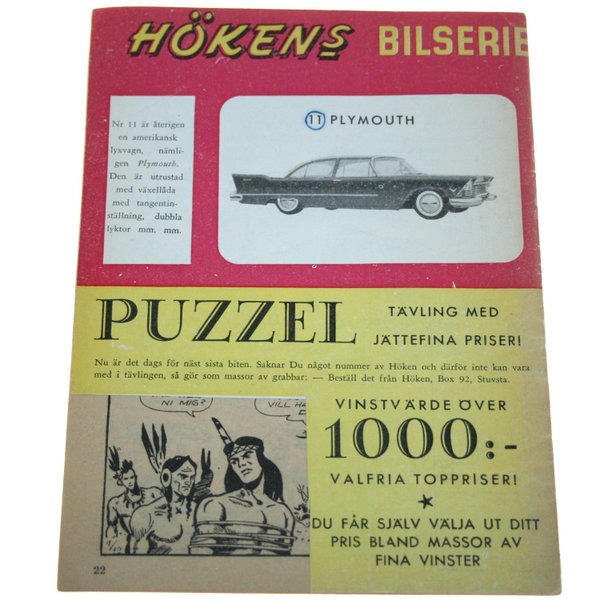 HÖKENS BILSERIE
Nr 11 är återigen
en amerikansk
lyxvagn, nämli-
gen Plymouth.
Den är utrustad
med växellåda
med tangentin-
ställning, dubbla
lyktor mm. mm.
11 PLYMOUTH
PUZZEL
TÄVLING MED
JÄTTEFINA PRISER!
Nu är det dags för näst sista biten. Saknar Du något nummer av Höken och därför inte kan vara
med i tävlingen, så gör som massor av grabbar: — Beställ det från Höken, Box 92, Stuvsta.
NI MIG?
VILL
VINSTVÄRDE ÖVER
1000:-
VALFRIA TOPPRISER!
DU FÅR SJÄLV VÄLJA UT DITT
PRIS BLAND MASSOR AV
FINA VINSTER
22